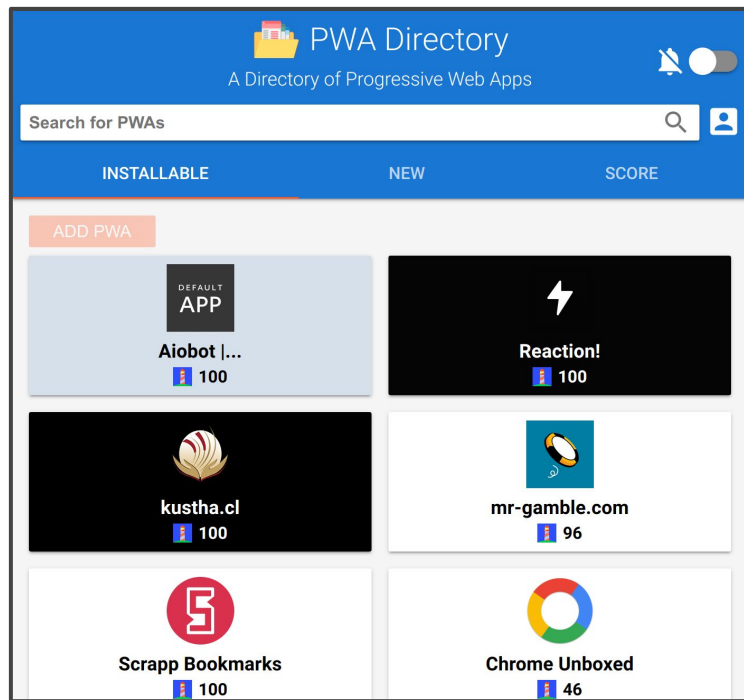 PWA Directory
A Directory of Progressive Web Apps
Search for PWAs
INSTALLABLE NEW SCORE
ADD PWA
DEFAULT
APP
Aiobot |...
100
Reaction!
100
kustha.cl
100
mr-gamble.com
96
Scrapp Bookmarks
100
Chrome Unboxed
46